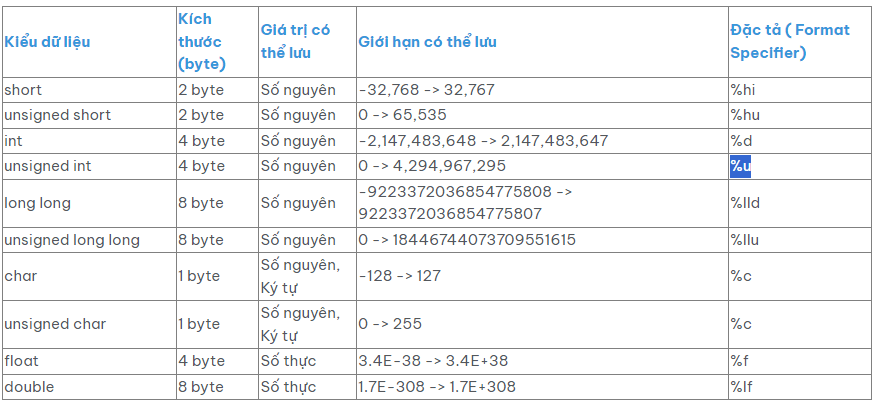 Kiểu dữ liệu Kích thước (byte) Giá trị có thể lưu Giới hạn có thể lưu Đặc tả ( Format Specifier)
short 2 byte Số nguyên -32,768 -> 32,767 %hi
unsigned short 2 byte Số nguyên 0 -> 65,535 %hu
int 4 byte Số nguyên -2,147,483,648 -> 2,147,483,647 %d
unsigned int 4 byte Số nguyên 0 -> 4,294,967,295 %u
long long 8 byte Số nguyên -9223372036854775808 -> 9223372036854775807 %lld
unsigned long long 8 byte Số nguyên 0 -> 18446744073709551615 %llu
char 1 byte Số nguyên, Ký tự -128 -> 127 %c
unsigned char 1 byte Số nguyên, Ký tự 0 -> 255 %c
float 4 byte Số thực 3.4E-38 -> 3.4E+38 %f
double 8 byte Số thực 1.7E-308 -> 1.7E+308 %lf